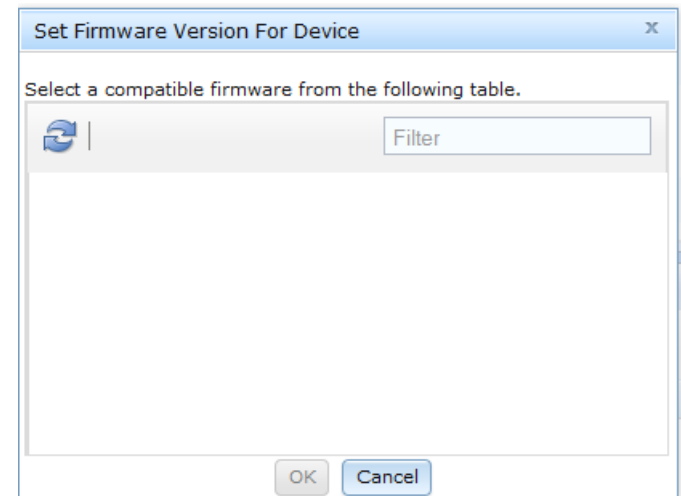 Set Firmware Version For Device x
Select a compatible firmware from the following table.
Filter
OK Cancel